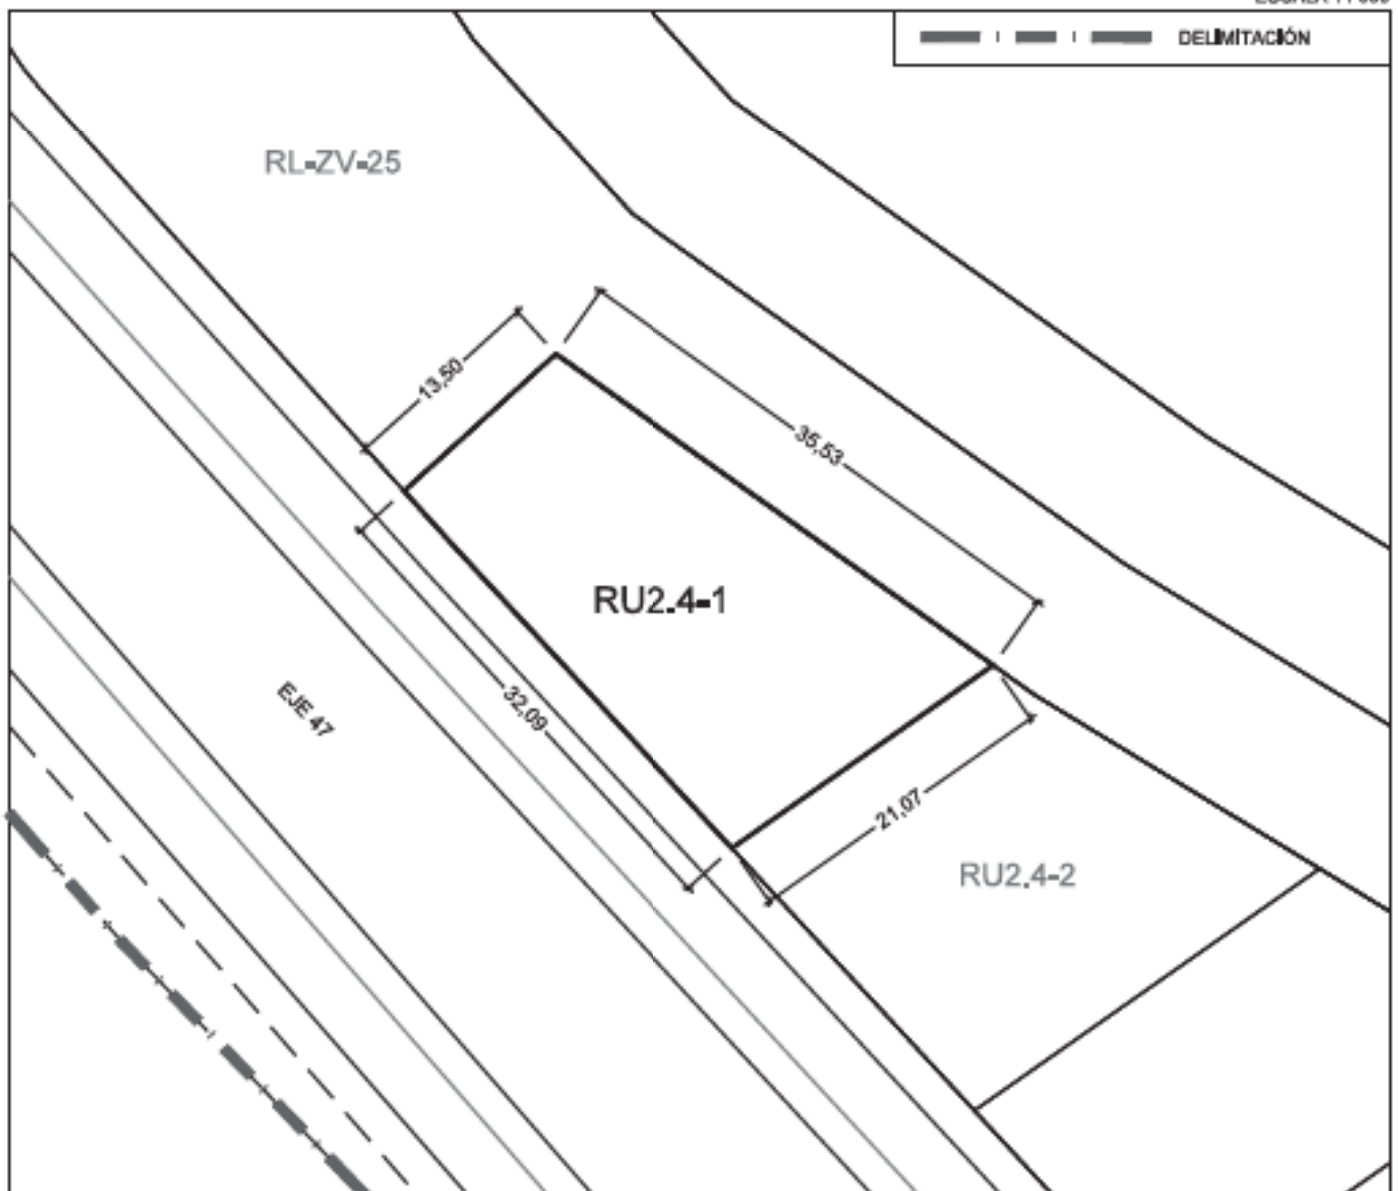 DELIMITACIÓN
RL-ZV-25
13,50
35,53
RU2.4-1
32,09
EJE 47
21,07
RU2.4-2